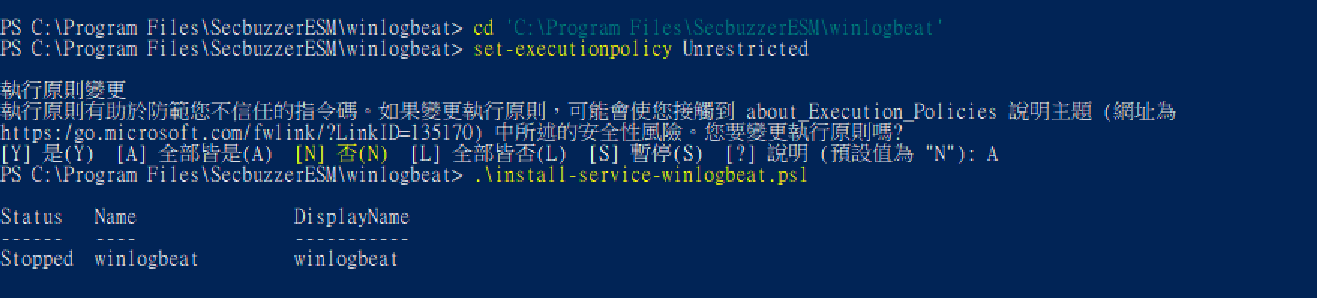 PS C:\Program Files\SecbuzzerESM\winlogbeat> cd 'C:\Program Files\SecbuzzerESM\winlogbeat'
PS C:\Program Files\SecbuzzerESM\winlogbeat> set-executionpolicy Unrestricted
執行原則變更
執行原則有助於防範您不信任的指令碼。如果變更執行原則，可能會使您接觸到 about_Execution_Policies 說明主題 (網址為
https:/go.microsoft.com/fwlink/?LinkID=135170) 中所述的安全性風險。您要變更執行原則嗎?
[Y] 是(Y)  [A] 全部皆是(A)  [N] 否(N)  [L] 全部皆否(L)  [S] 暫停(S)  [?] 說明 (預設值為 "N"): A
PS C:\Program Files\SecbuzzerESM\winlogbeat> .\install-service-winlogbeat.ps1
Status   Name               DisplayName
------   ----               -----------
Stopped  winlogbeat         winlogbeat